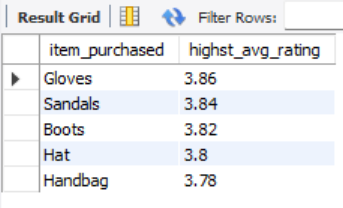 Result Grid Filter Rows:
item_purchased highst_avg_rating
Gloves 3.86
Sandals 3.84
Boots 3.82
Hat 3.8
Handbag 3.78